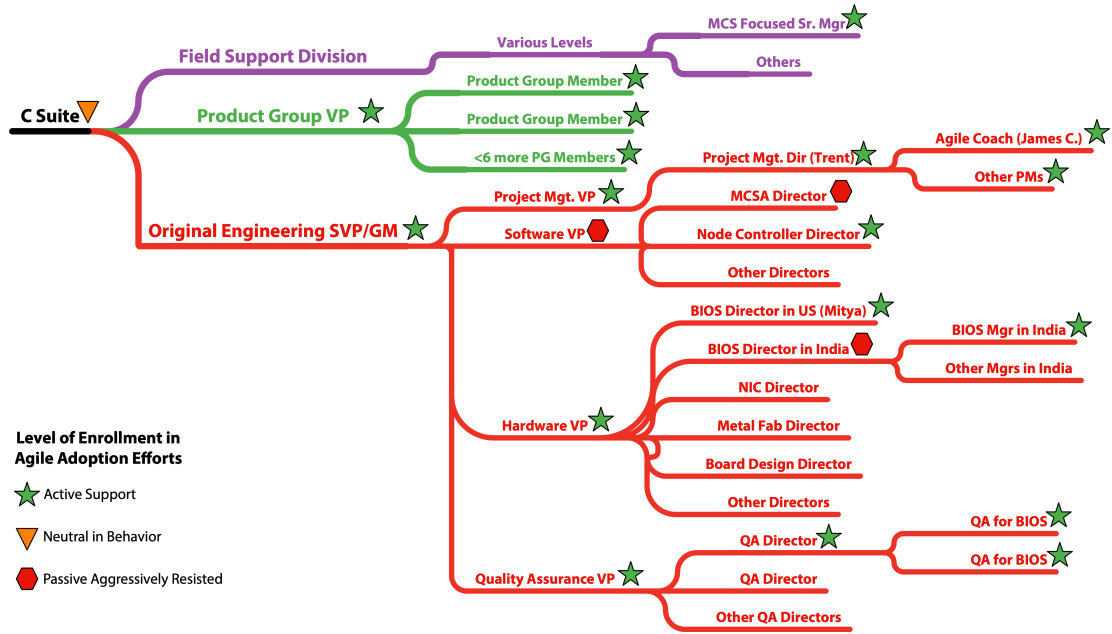 MCS Focused Sr. Mgr
Various Levels
Field Support Division
Others
Product Group Member
C Suite
Product Group VP
Product Group Member
Agile Coach (James C.)
<6 more PG Members
Project Mgt. Dir (Trent)
Other PMs
Project Mgt. VP
MCSA Director
Original Engineering SVP/GM
Software VP
Node Controller Director
Other Directors
BIOS Director in US (Mitya)
BIOS Mgr in India
BIOS Director in India
Other Mgrs in India
NIC Director
Hardware VP
Metal Fab Director
Level of Enrollment in
Agile Adoption Efforts
Board Design Director
Active Support
Other Directors
QA for BIOS
Neutral in Behavior
QA Director
QA for BIOS
Passive Aggressively Resisted
Quality Assurance VP
QA Director
Other QA Directors